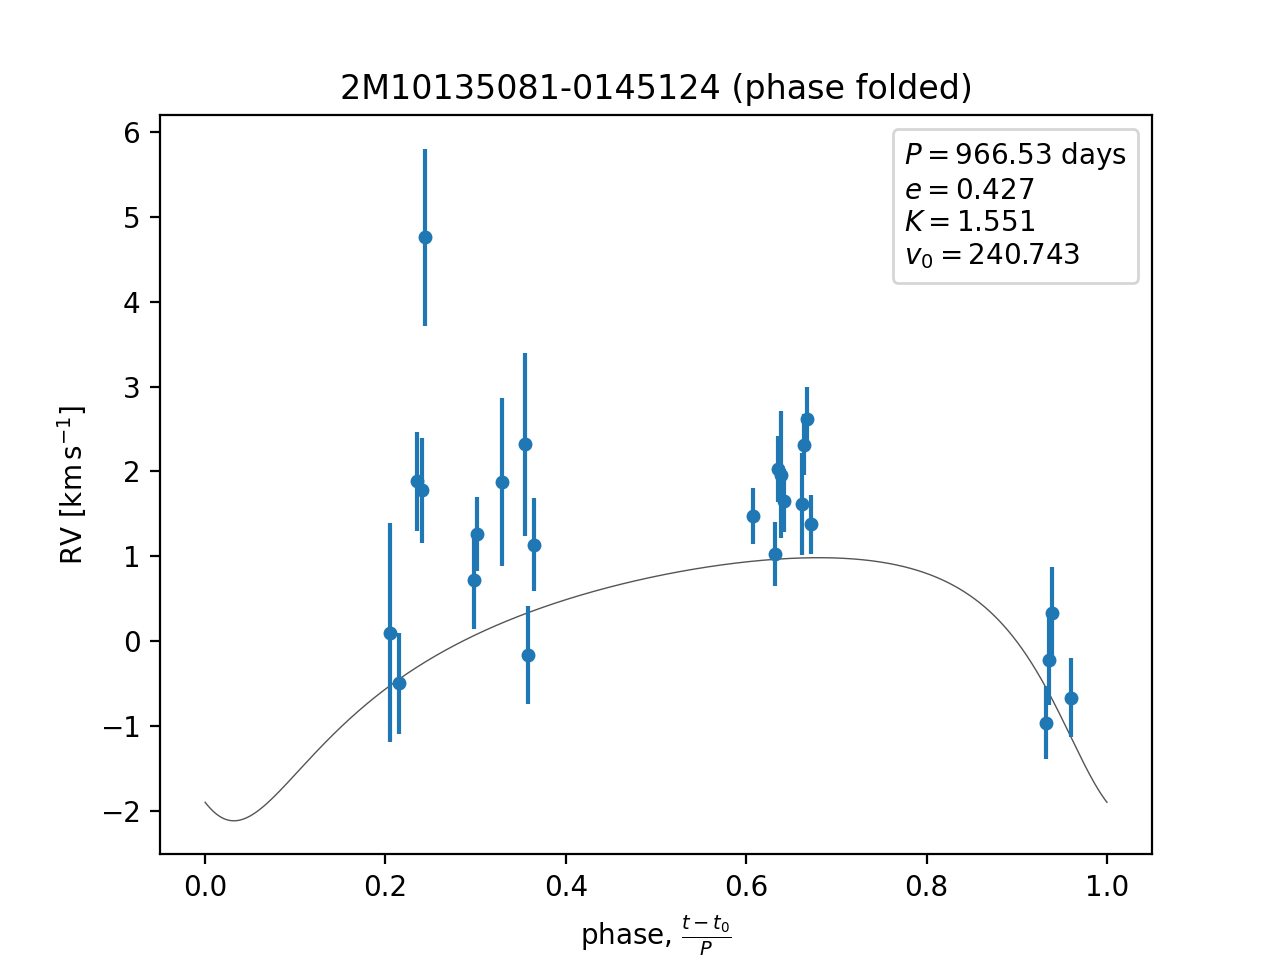 2M10135081-0145124 (phase folded)
P = 966.53 days
e = 0.427
K = 1.551
v₀ = 240.743
6
5
4
3
2
1
0
−1
−2
RV [km s⁻¹]
0.0 0.2 0.4 0.6 0.8 1.0
phase, (t − t₀)/P